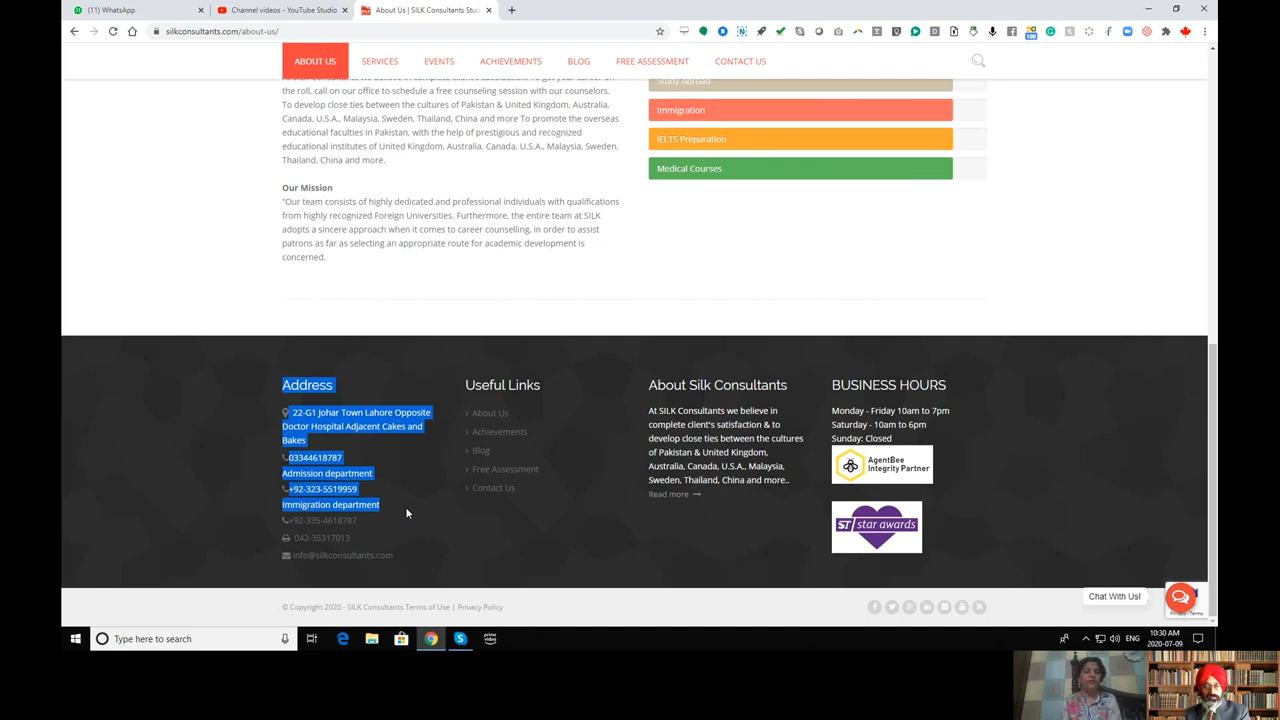 (11) WhatsApp
Channel videos - YouTube Studio
About Us | SILK Consultants Stud
silkconsultants.com/about-us/
ABOUT US
SERVICES
EVENTS
ACHIEVEMENTS
BLOG
FREE ASSESSMENT
CONTACT US
the roll, call on our office to schedule a free counseling session with our counselors.
To develop close ties between the cultures of Pakistan & United Kingdom, Australia,
Canada, U.S.A., Malaysia, Sweden, Thailand, China and more To promote the overseas
educational faculties in Pakistan, with the help of prestigious and recognized
educational institutes of United Kingdom, Australia, Canada, U.S.A., Malaysia, Sweden,
Thailand, China and more.
Our Mission
“Our team consists of highly dedicated and professional individuals with qualifications
from highly recognized Foreign Universities. Furthermore, the entire team at SILK
adopts a sincere approach when it comes to career counselling, in order to assist
patrons as far as selecting an appropriate route for academic development is
concerned.
Study Abroad
Immigration
IELTS Preparation
Medical Courses
Address
22-G1 Johar Town Lahore Opposite
Doctor Hospital Adjacent Cakes and
Bakes
03344618787
Admission department
+92-323-5519959
Immigration department
+92-335-4618787
042-35317013
info@silkconsultants.com
Useful Links
About Us
Achievements
Blog
Free Assessment
Contact Us
About Silk Consultants
At SILK Consultants we believe in
complete client's satisfaction & to
develop close ties between the cultures
of Pakistan & United Kingdom,
Australia, Canada, U.S.A., Malaysia,
Sweden, Thailand, China and more..
Read more
BUSINESS HOURS
Monday - Friday 10am to 7pm
Saturday - 10am to 6pm
Sunday: Closed
AgentBee
Integrity Partner
ST star awards
© Copyright 2020 - SILK Consultants Terms of Use | Privacy Policy
Chat With Us!
Type here to search
prime video
ENG
10:30 AM
2020-07-09